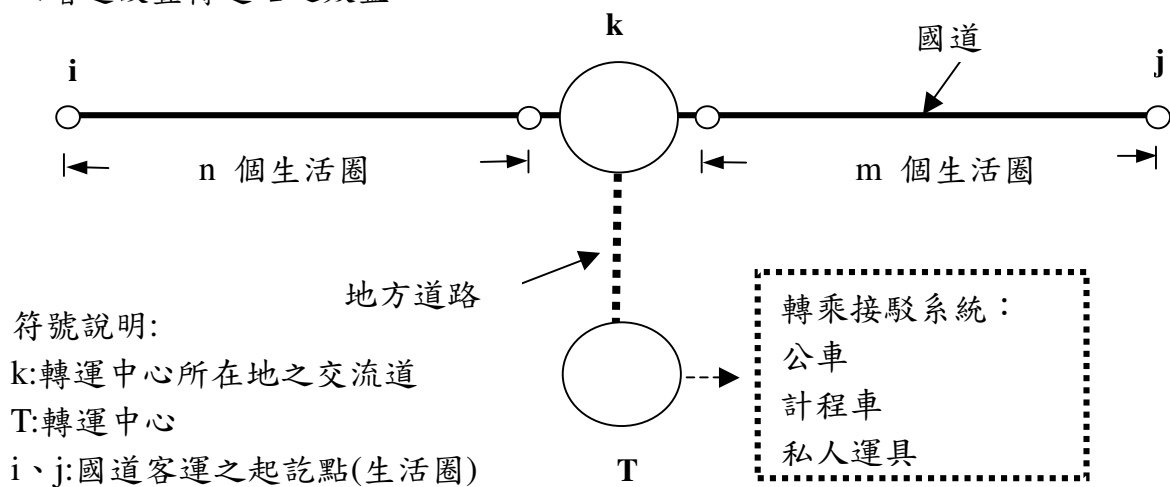 k
國道
i
j
n 個生活圈
m 個生活圈
地方道路
轉乘接駁系統：
公車
計程車
私人運具
符號說明:
k:轉運中心所在地之交流道
T:轉運中心
i、j:國道客運之起訖點(生活圈)
T